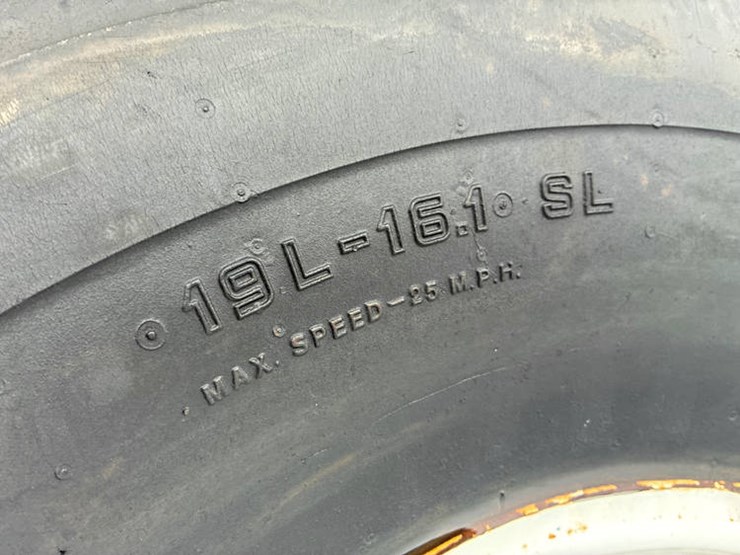 19L-16.1 SL
MAX. SPEED-25 M.P.H.